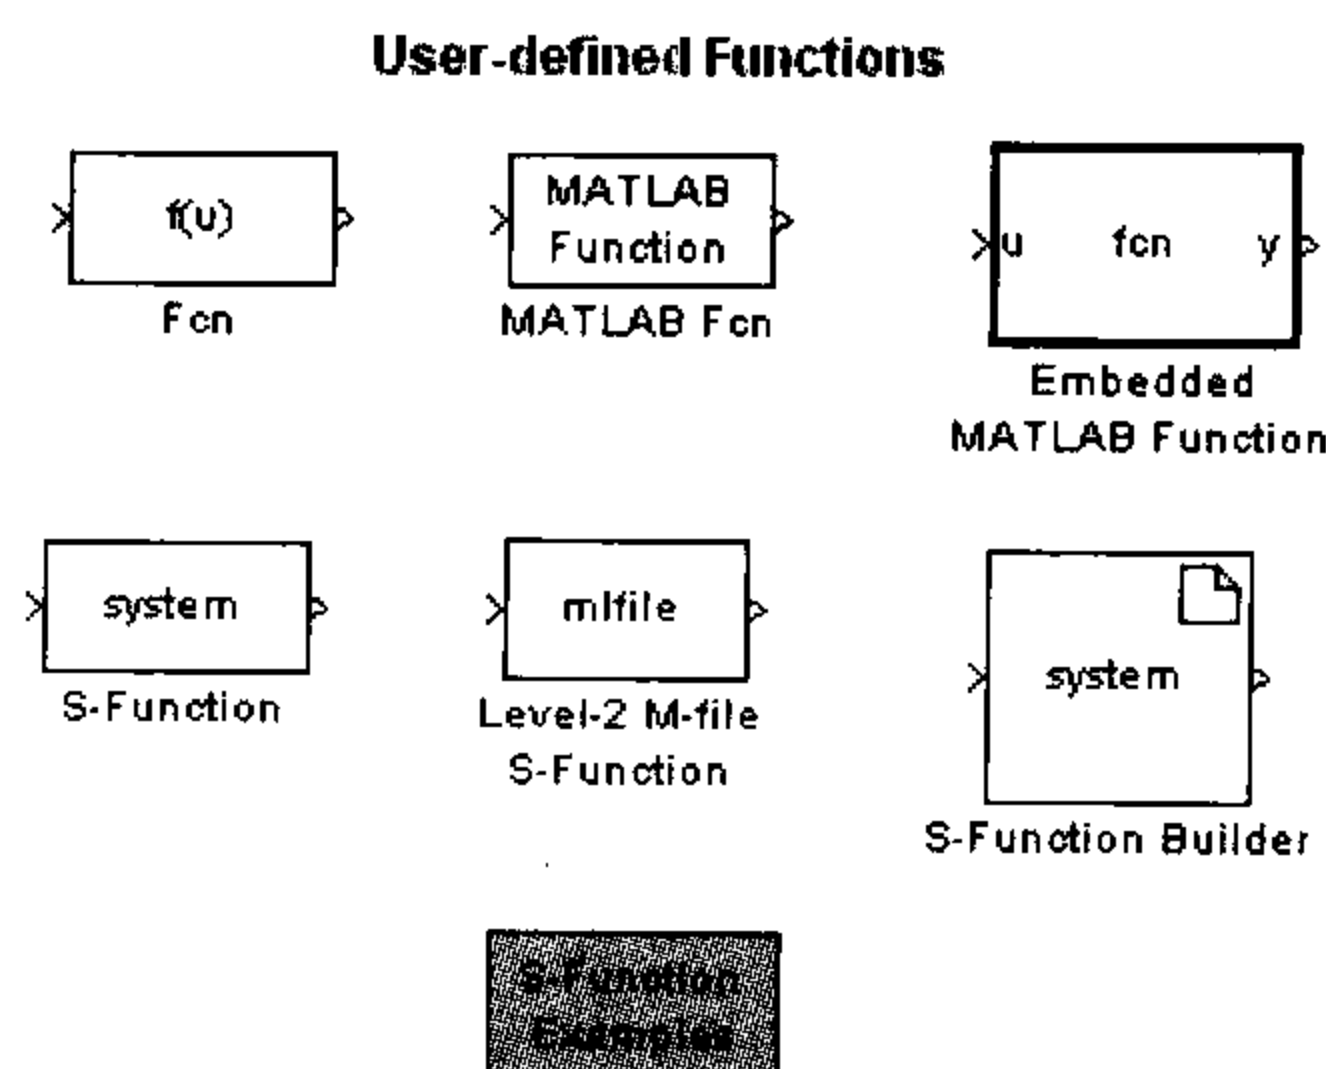 User-defined Functions
f(u)
Fcn
MATLAB
Function
MATLAB Fcn
u fcn y
Embedded
MATLAB Function
system
S-Function
mlfile
Level-2 M-file
S-Function
system
S-Function Builder
S-Function
Examples